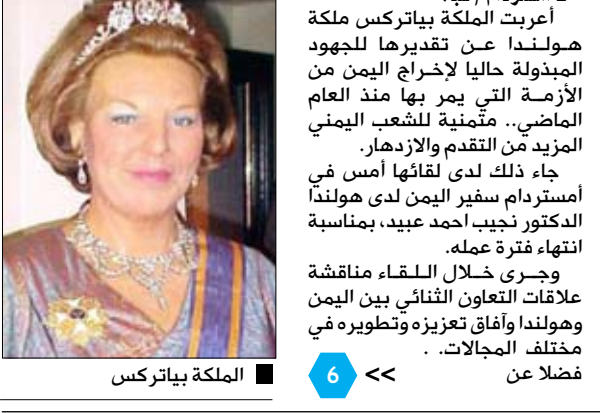 أعربت الملكة بياتركس ملكة
هولندا عن تقديرها للجهود
المبذولة حاليا لإخراج اليمن من
الأزمة التي يمر بها منذ العام
الماضي.. متمنية للشعب اليمني
المزيد من التقدم والازدهار.
جاء ذلك لدى لقائها أمس في
أمستردام سفير اليمن لدى هولندا
الدكتور نجيب احمد عبيد، بمناسبة
انتهاء فترة عمله.
وجرى خلال اللقاء مناقشة
علاقات التعاون الثنائي بين اليمن
وهولندا وآفاق تعزيزه وتطويره في
مختلف المجالات. .
فضلا عن >> 6
الملكة بياتركس